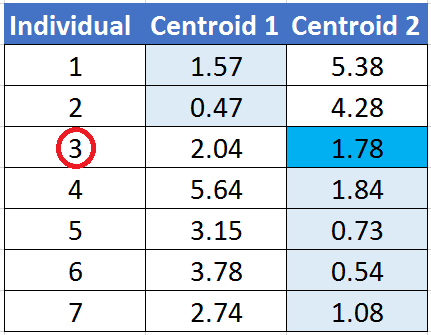 Individual Centroid 1 Centroid 2
1 1.57 5.38
2 0.47 4.28
3 2.04 1.78
4 5.64 1.84
5 3.15 0.73
6 3.78 0.54
7 2.74 1.08